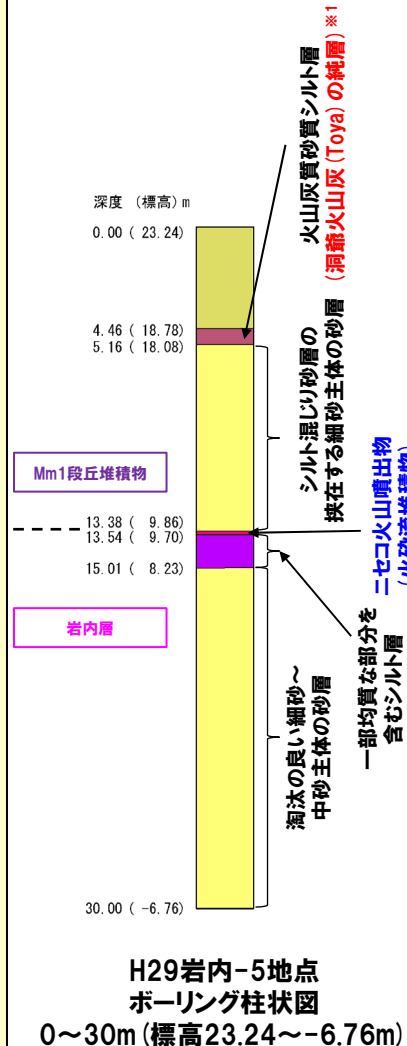 深度 (標高) m
0.00 ( 23.24)
4.46 ( 18.78)
5.16 ( 18.08)
13.38 ( 9.86)
13.54 ( 9.70)
15.01 ( 8.23)
30.00 ( -6.76)
Mm1段丘堆積物
岩内層
火山灰質砂質シルト層
(洞爺火山灰(Toya)の純層)※1
シルト混じり砂層の
挟在する細砂主体の砂層
ニセコ火山噴出物
(火砕流堆積物)
一部均質な部分を
含むシルト層
淘汰の良い細砂~
中砂主体の砂層
H29岩内-5地点
ボーリング柱状図
0~30m(標高23.24~-6.76m)